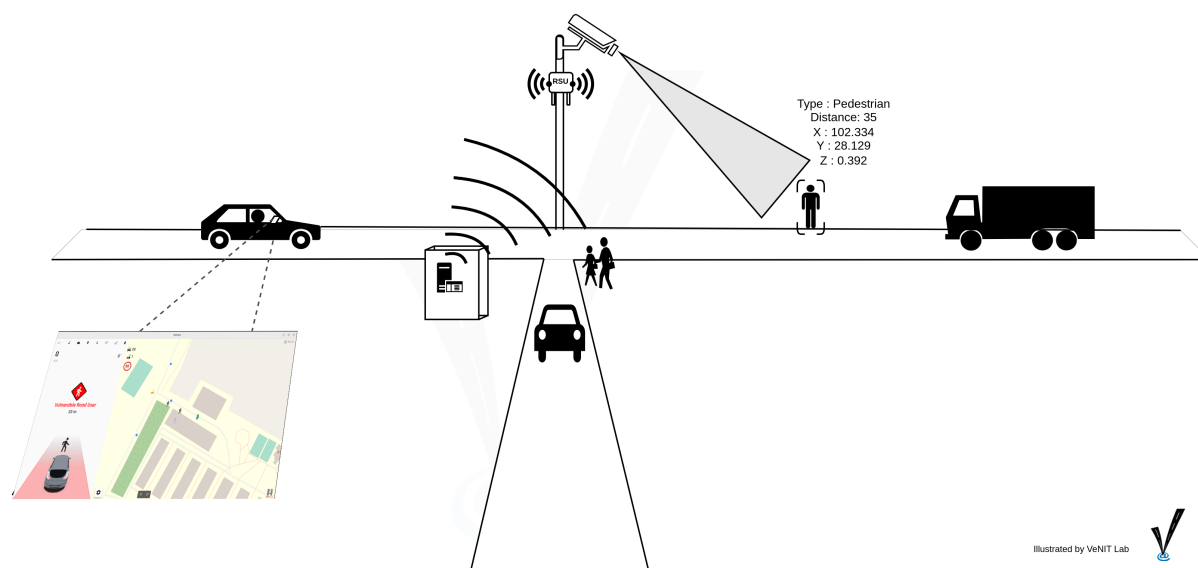 RSU
Type : Pedestrian
Distance: 35
X : 102.334
Y : 28.129
Z : 0.392
Vulnerable Road User
Illustrated by VeNIT Lab